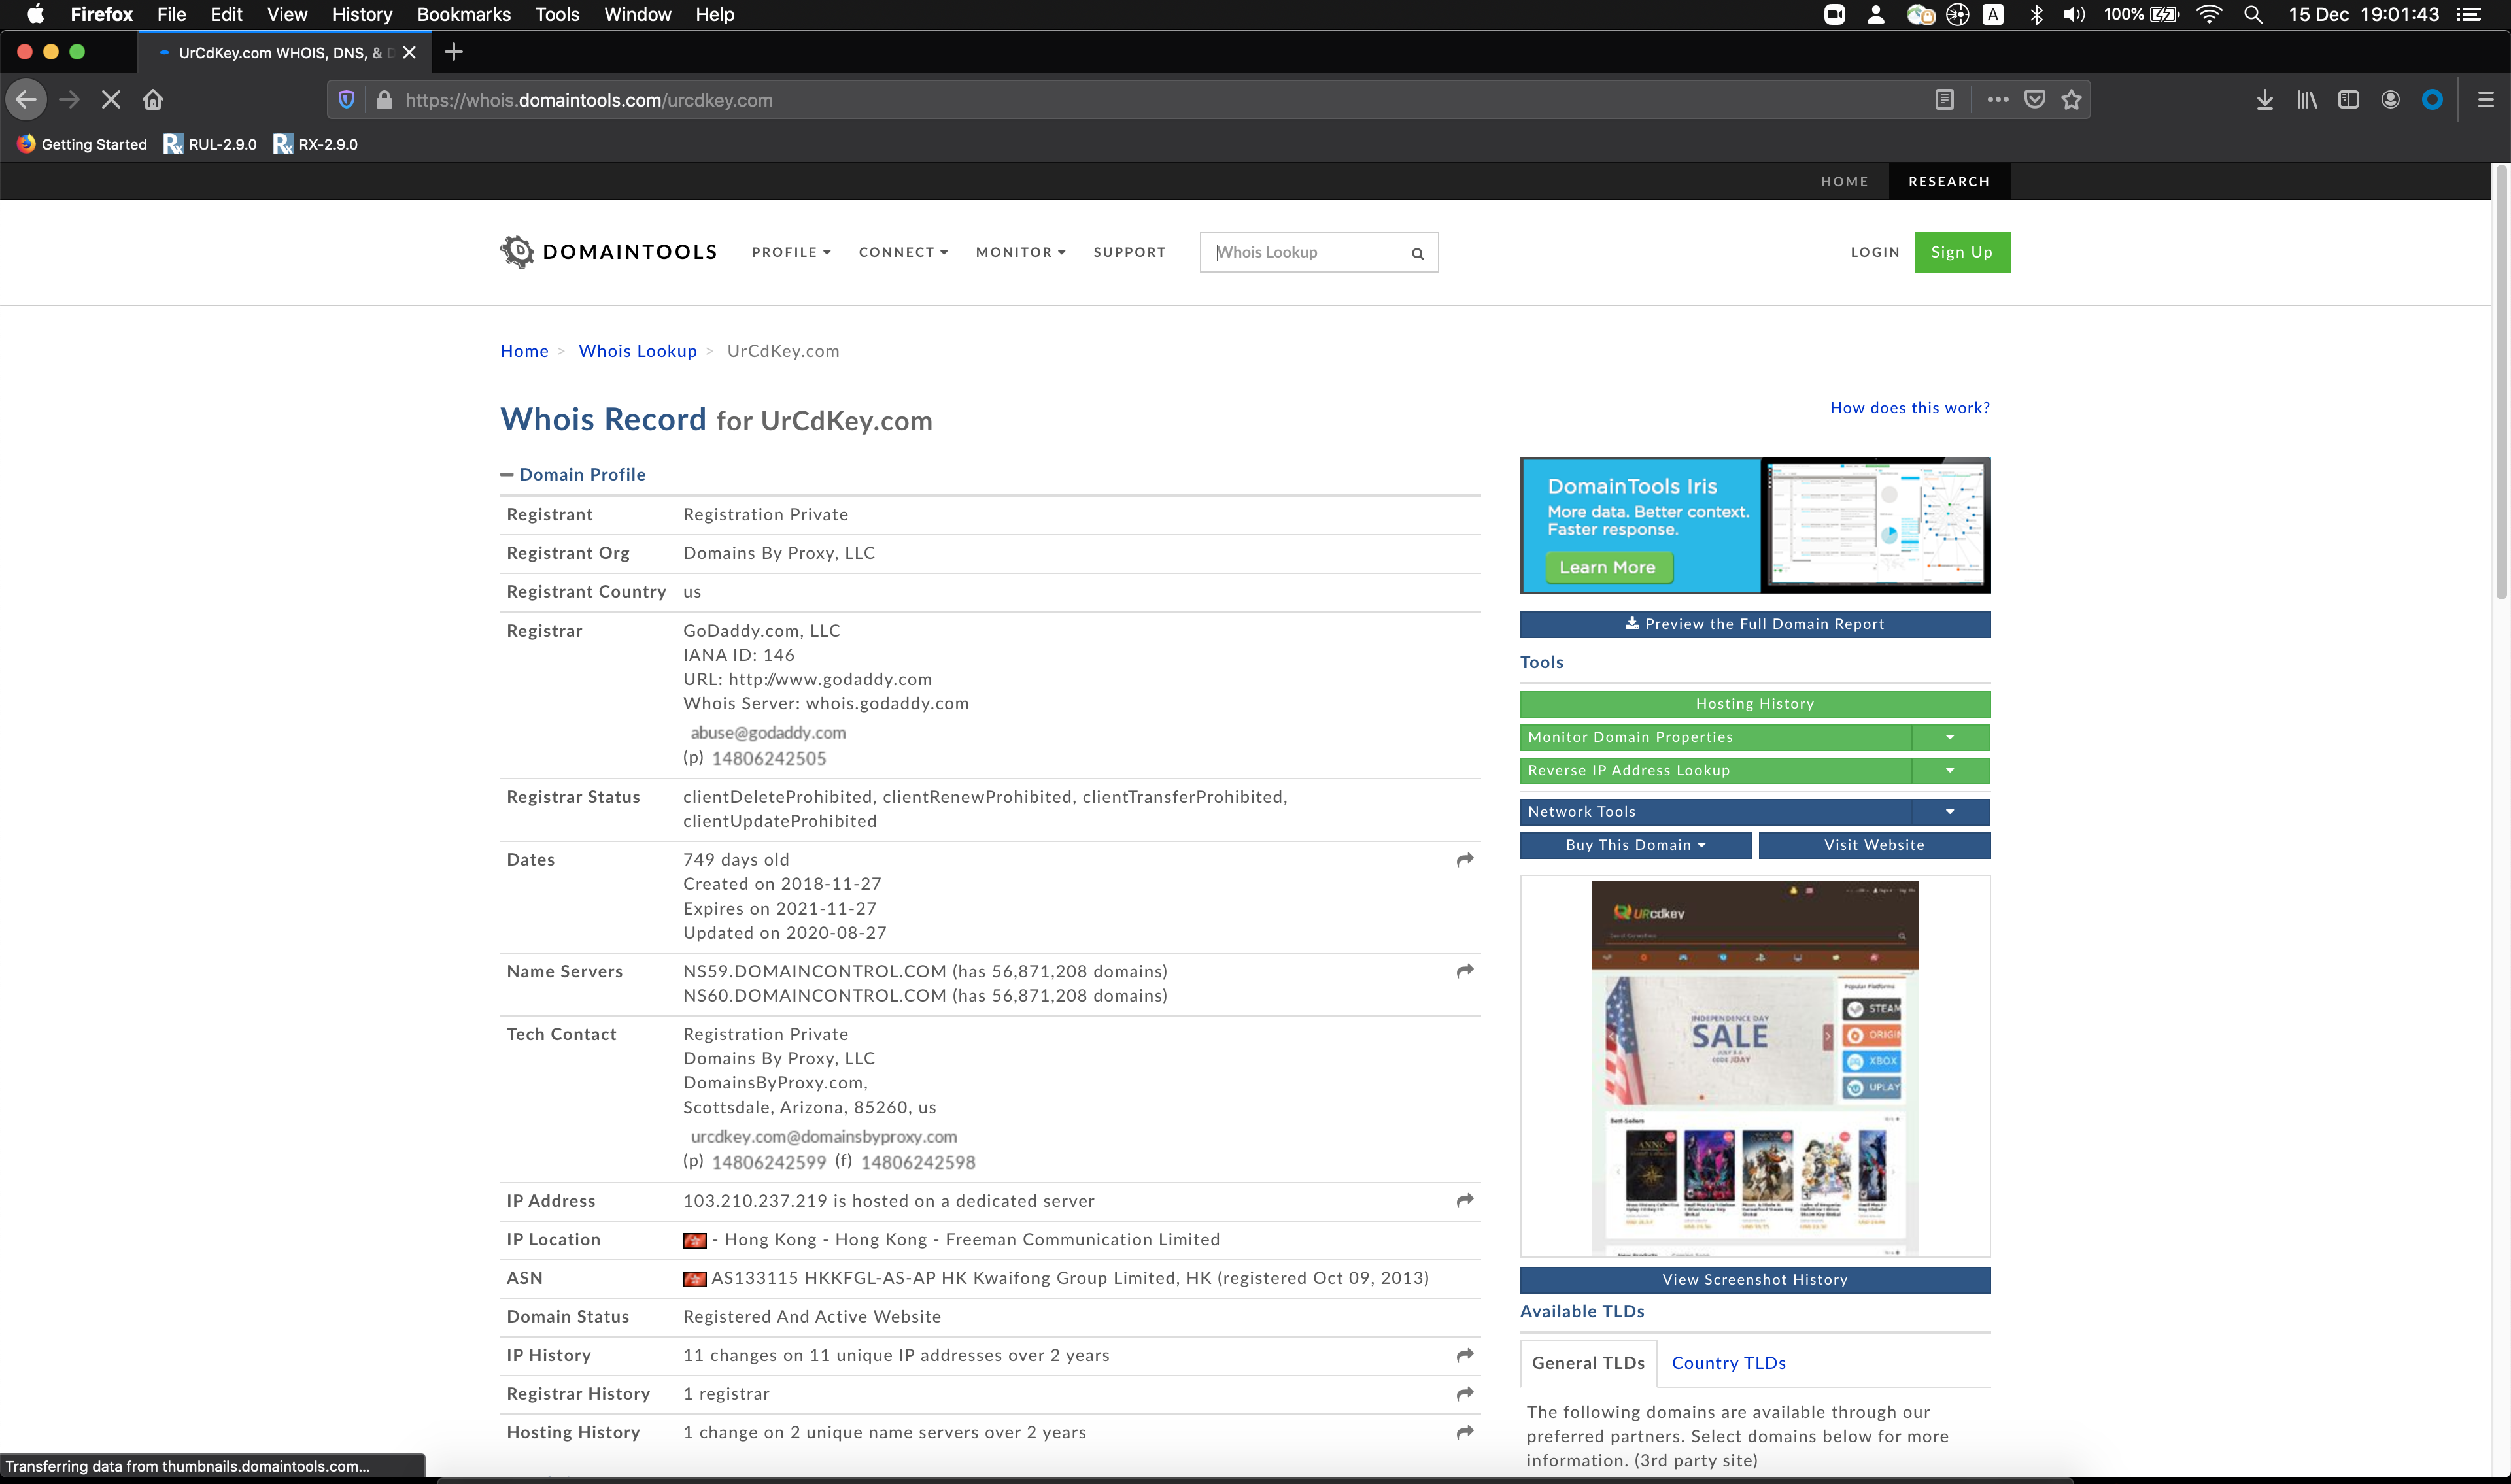 Firefox File Edit View History Bookmarks Tools Window Help
A 100% 15 Dec 19:01:43
UrCdKey.com WHOIS, DNS, & D
https://whois.domaintools.com/urcdkey.com
Getting Started RUL-2.9.0 RX-2.9.0
HOME RESEARCH
DOMAINTOOLS PROFILE CONNECT MONITOR SUPPORT Whois Lookup LOGIN Sign Up
Home > Whois Lookup > UrCdKey.com
How does this work?
Whois Record for UrCdKey.com
Domain Profile
Registrant Registration Private
Registrant Org Domains By Proxy, LLC
Registrant Country us
Registrar GoDaddy.com, LLC
IANA ID: 146
URL: http://www.godaddy.com
Whois Server: whois.godaddy.com
abuse@godaddy.com
(p) 14806242505
Registrar Status clientDeleteProhibited, clientRenewProhibited, clientTransferProhibited,
clientUpdateProhibited
Dates 749 days old
Created on 2018-11-27
Expires on 2021-11-27
Updated on 2020-08-27
Name Servers NS59.DOMAINCONTROL.COM (has 56,871,208 domains)
NS60.DOMAINCONTROL.COM (has 56,871,208 domains)
Tech Contact Registration Private
Domains By Proxy, LLC
DomainsByProxy.com,
Scottsdale, Arizona, 85260, us
urcdkey.com@domainsbyproxy.com
(p) 14806242599 (f) 14806242598
IP Address 103.210.237.219 is hosted on a dedicated server
IP Location - Hong Kong - Hong Kong - Freeman Communication Limited
ASN AS133115 HKKFGL-AS-AP HK Kwaifong Group Limited, HK (registered Oct 09, 2013)
Domain Status Registered And Active Website
IP History 11 changes on 11 unique IP addresses over 2 years
Registrar History 1 registrar
Hosting History 1 change on 2 unique name servers over 2 years
DomainTools Iris
More data. Better context.
Faster response.
Learn More
Preview the Full Domain Report
Tools
Hosting History
Monitor Domain Properties
Reverse IP Address Lookup
Network Tools
Buy This Domain Visit Website
URcdkey
Popular Platforms
INDEPENDENCE DAY
SALE
CODE JDAY
STEAM
ORIGIN
XBOX
UPLAY
Best-Sellers
ANNO
View Screenshot History
Available TLDs
General TLDs Country TLDs
The following domains are available through our
preferred partners. Select domains below for more
information. (3rd party site)
Transferring data from thumbnails.domaintools.com...